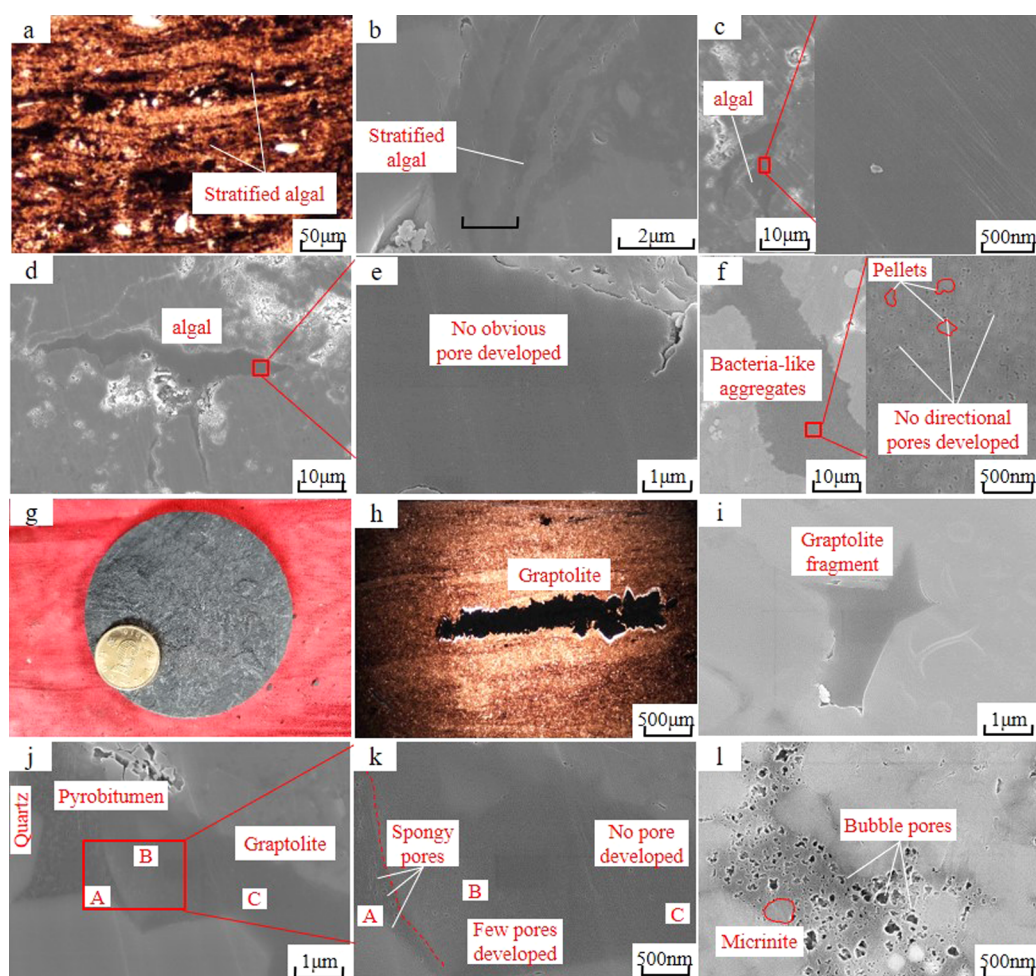 a
Stratified algal
50μm
b
Stratified
algal
2μm
c
algal
10μm
500nm
d
algal
10μm
e
No obvious
pore developed
1μm
f
Pellets
Bacteria-like
aggregates
No directional
pores developed
10μm
500nm
g
h
Graptolite
500μm
i
Graptolite
fragment
1μm
j
Quartz
Pyrobitumen
B
Graptolite
A
C
1μm
k
Spongy
pores
No pore
developed
A
B
C
Few pores
developed
500nm
l
Bubble pores
Micrinite
500nm